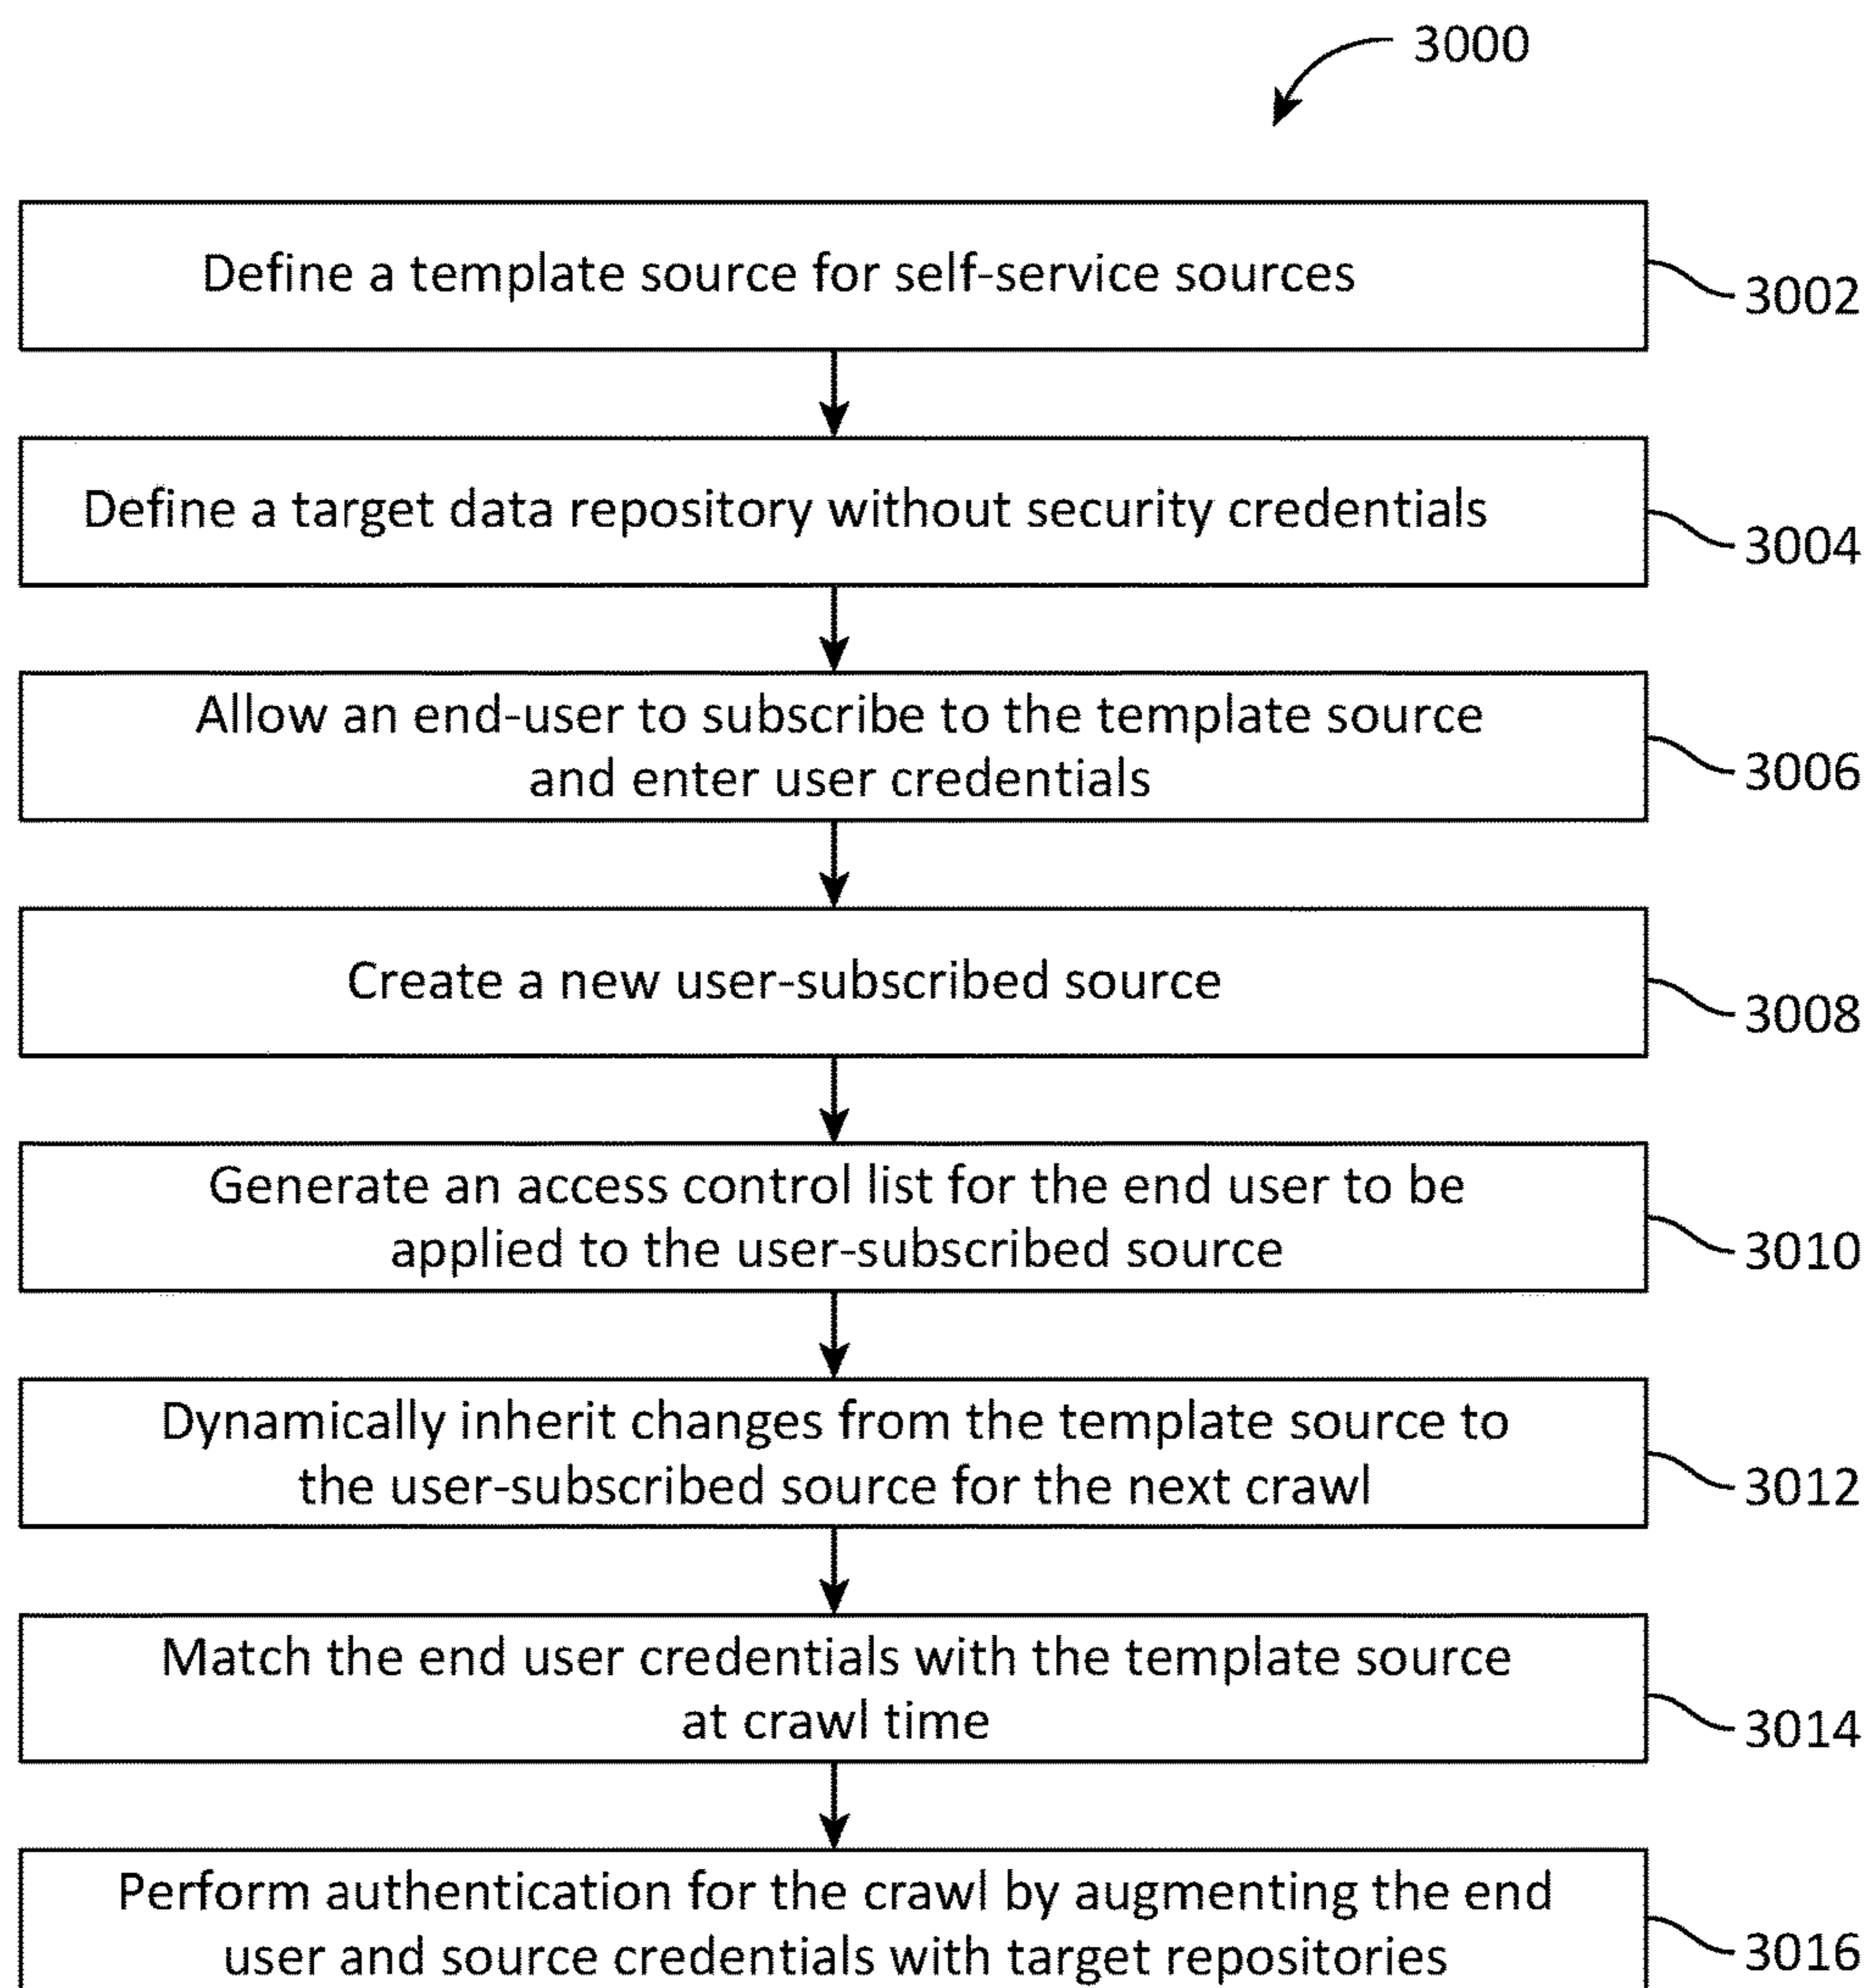 3000
Define a template source for self-service sources
3002
Define a target data repository without security credentials
3004
Allow an end-user to subscribe to the template source
and enter user credentials
3006
Create a new user-subscribed source
3008
Generate an access control list for the end user to be
applied to the user-subscribed source
3010
Dynamically inherit changes from the template source to
the user-subscribed source for the next crawl
3012
Match the end user credentials with the template source
at crawl time
3014
Perform authentication for the crawl by augmenting the end
user and source credentials with target repositories
3016